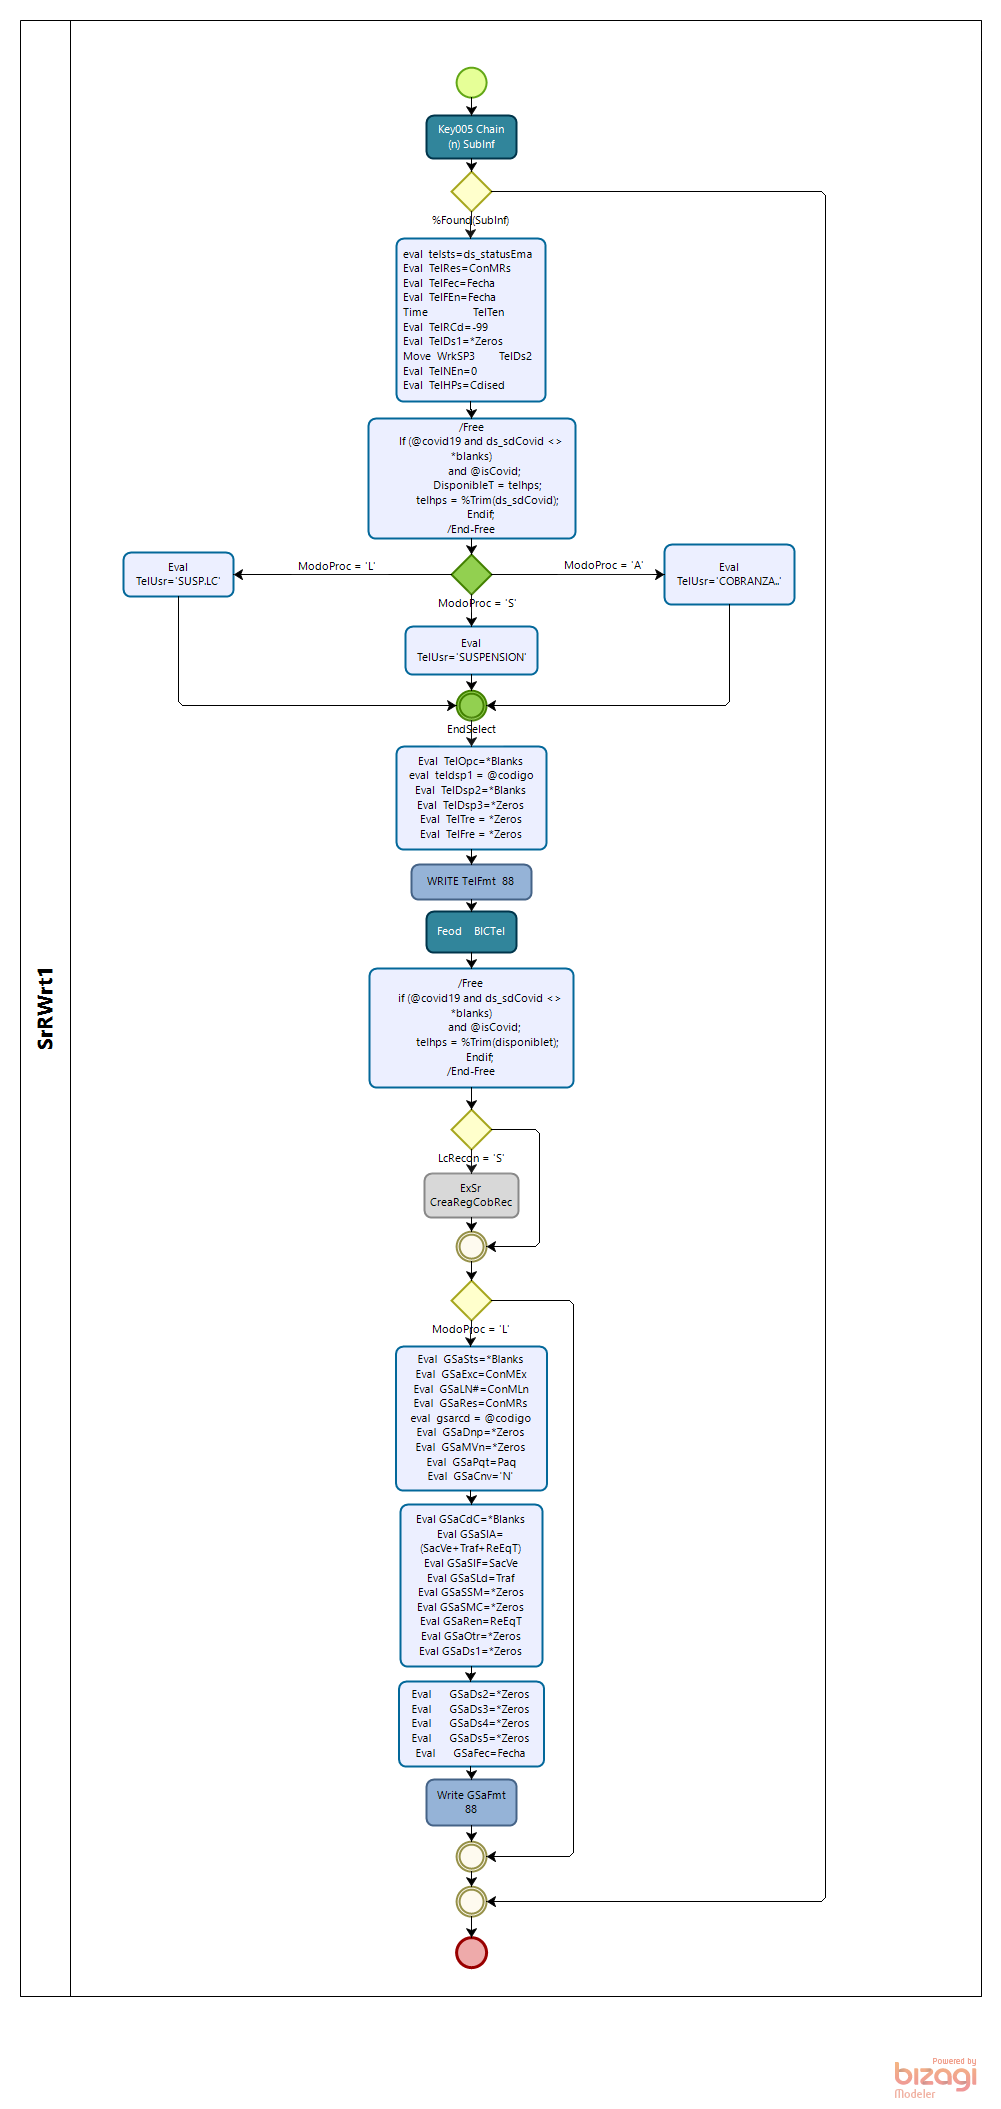 SrRWrt1
Key005 Chain
(n) SubInf
%Found(SubInf)
eval telsts=ds_statusEma
Eval TelRes=ConMRs
Eval TelFec=Fecha
Eval TelFEn=Fecha
Time TelTen
Eval TelRCd=-99
Eval TelDs1=*Zeros
Move WrkSP3 TelDs2
Eval TelNEn=0
Eval TelHPs=Cdised
/Free
If (@covid19 and ds_sdCovid <>
*blanks)
and @isCovid;
DisponibleT = telhps;
telhps = %Trim(ds_sdCovid);
Endif;
/End-Free
ModoProc = 'L'
ModoProc = 'A'
Eval
TelUsr='SUSP.LC'
Eval
TelUsr='COBRANZA..'
ModoProc = 'S'
Eval
TelUsr='SUSPENSION'
EndSelect
Eval TelOpc=*Blanks
eval teldsp1 = @codigo
Eval TelDsp2=*Blanks
Eval TelDsp3=*Zeros
Eval TelTre = *Zeros
Eval TelFre = *Zeros
WRITE TelFmt 88
Feod BICTel
/Free
if (@covid19 and ds_sdCovid <>
*blanks)
and @isCovid;
telhps = %Trim(disponiblet);
Endif;
/End-Free
LcRecon = 'S'
ExSr
CreaRegCobRec
ModoProc = 'L'
Eval GSaSts=*Blanks
Eval GSaExc=ConMEx
Eval GSaLN#=ConMLn
Eval GSaRes=ConMRs
eval gsarcd = @codigo
Eval GSaDnp=*Zeros
Eval GSaMVn=*Zeros
Eval GSaPqt=Paq
Eval GSaCnv='N'
Eval GSaCdC=*Blanks
Eval GSaSIA=
(SacVe+Traf+ReEqT)
Eval GSaSIF=SacVe
Eval GSaSLd=Traf
Eval GSaSSM=*Zeros
Eval GSaSMC=*Zeros
Eval GSaRen=ReEqT
Eval GSaOtr=*Zeros
Eval GSaDs1=*Zeros
Eval GSaDs2=*Zeros
Eval GSaDs3=*Zeros
Eval GSaDs4=*Zeros
Eval GSaDs5=*Zeros
Eval GSaFec=Fecha
Write GSaFmt
88
Powered by
bizagi
Modeler